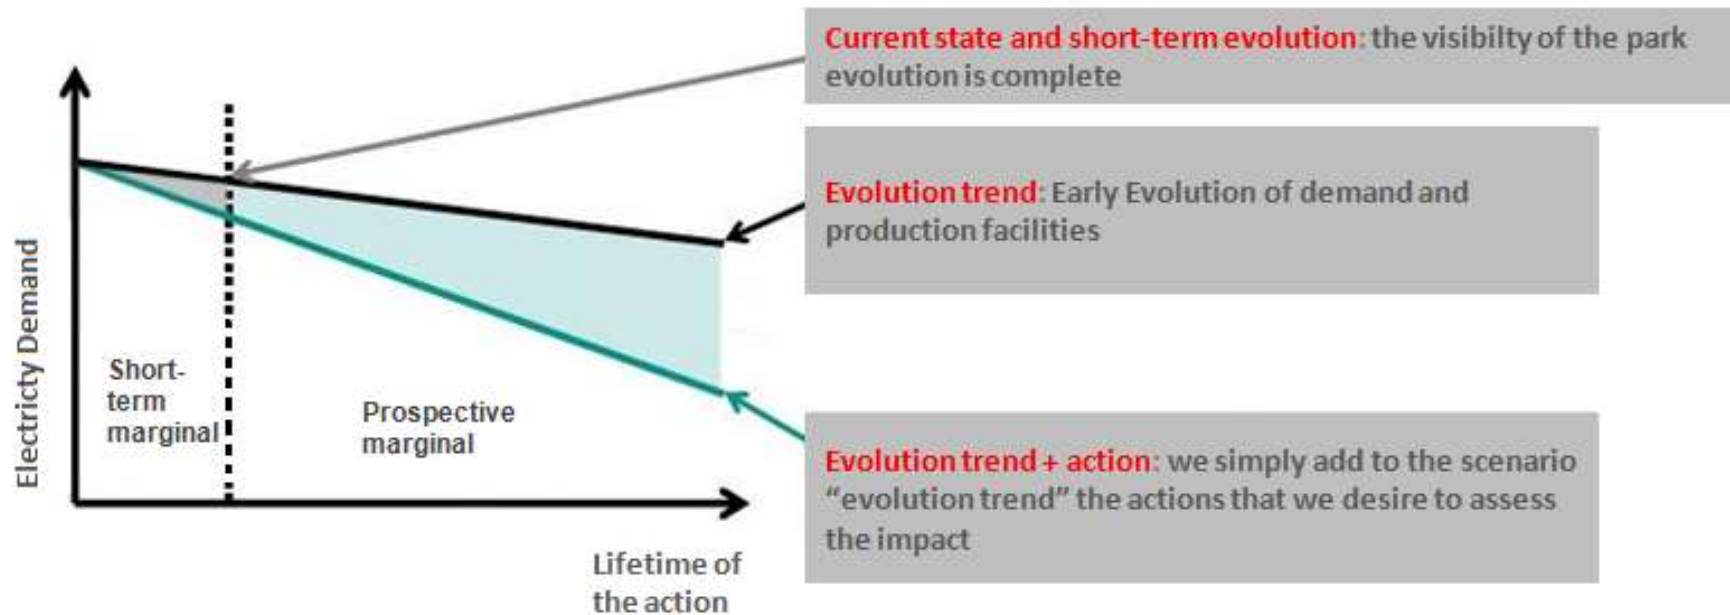 Current state and short-term evolution: the visibilty of the park
evolution is complete
Evolution trend: Early Evolution of demand and
production facilities
Electricty Demand
Short-
term
marginal
Prospective
marginal
Evolution trend + action: we simply add to the scenario
“evolution trend” the actions that we desire to assess
the impact
Lifetime of
the action